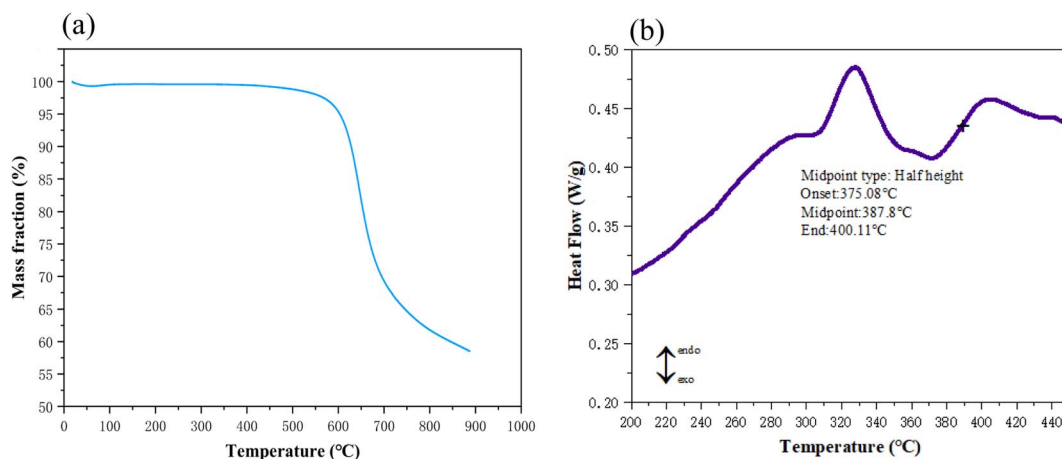 (a)
100
95
90
85
80
75
70
65
60
55
50
Mass fraction (%)
0 100 200 300 400 500 600 700 800 900 1000
Temperature (℃)
(b)
0.50
0.45
0.40
0.35
0.30
0.25
0.20
Heat Flow (W/g)
Midpoint type: Half height
Onset:375.08℃
Midpoint:387.8℃
End:400.11℃
endo
exo
200 220 240 260 280 300 320 340 360 380 400 420 440
Temperature (℃)